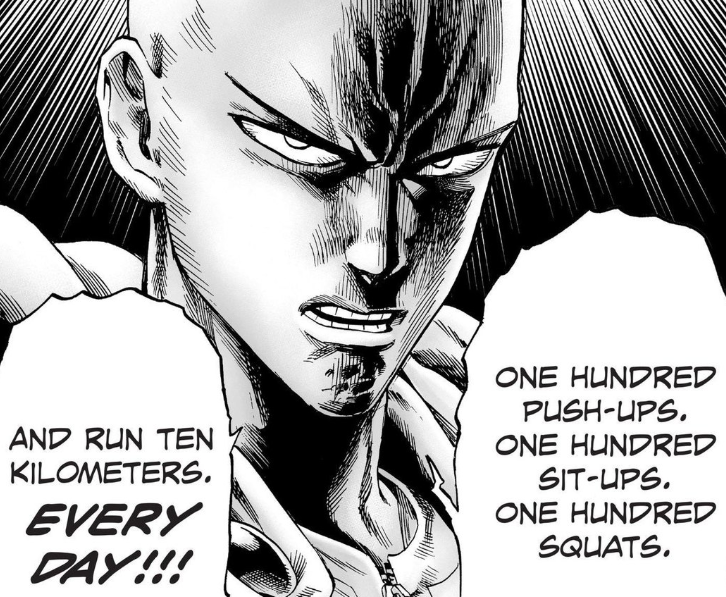 ONE HUNDRED
PUSH-UPS.
ONE HUNDRED
SIT-UPS.
ONE HUNDRED
SQUATS.
AND RUN TEN
KILOMETERS.
EVERY
DAY!!!